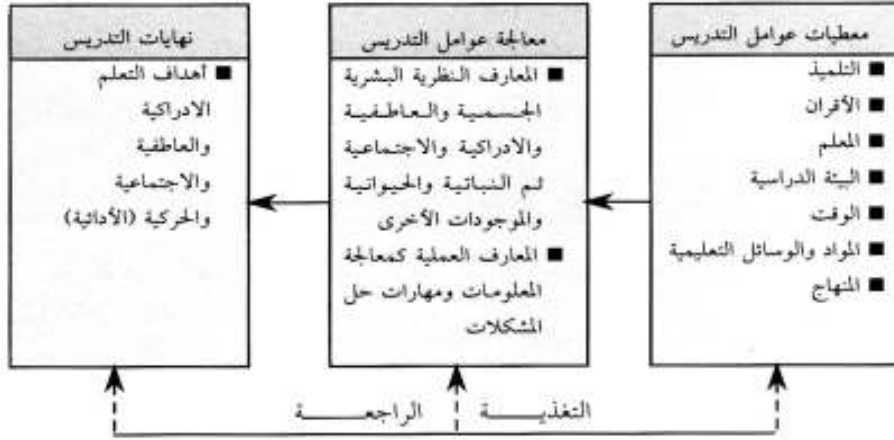 معطيات عوامل التدريس
■ التلميذ
■ الأقران
■ المعلم
■ البيئة الدراسية
■ الوقت
■ المواد والوسائل التعليمية
■ المنهاج
معالجة عوامل التدريس
■ المعارف النظرية البشرية
الجسمية والعاطفية
والادراكية والاجتماعية
ثم النباتية والحيوانية
والموجودات الأخرى
■ المعارف العملية كمعالجة
المعلومات ومهارات حل
المشكلات
نهايات التدريس
■ أهداف التعلم
الادراكية
والعاطفية
والاجتماعية
والحركية (الأدائية)
التغذيــــة الراجعــــــة